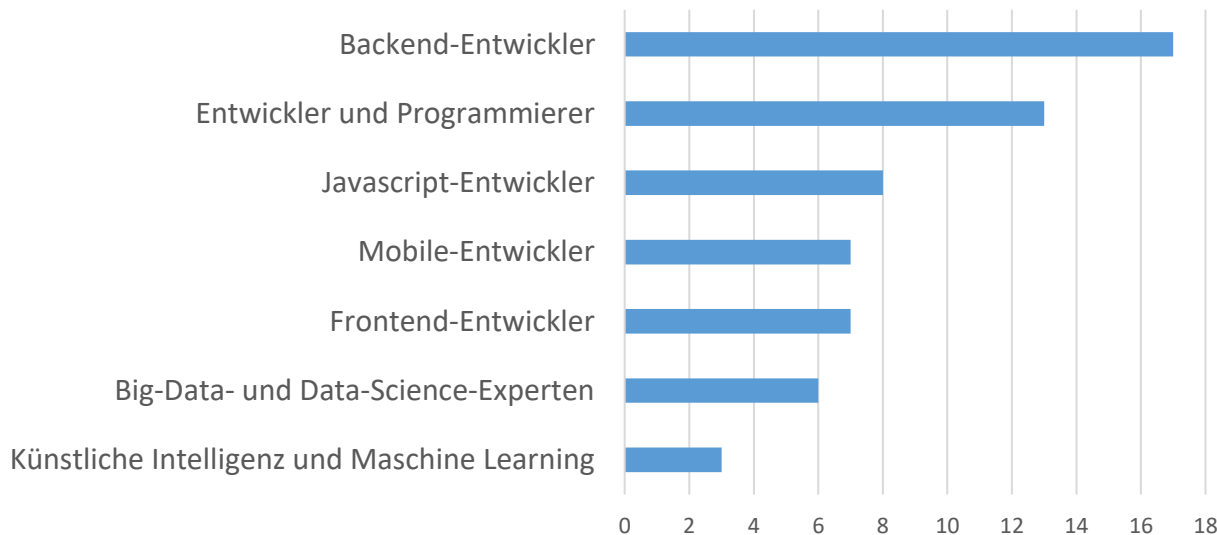 Backend-Entwickler
Entwickler und Programmierer
Javascript-Entwickler
Mobile-Entwickler
Frontend-Entwickler
Big-Data- und Data-Science-Experten
Künstliche Intelligenz und Maschine Learning
0 2 4 6 8 10 12 14 16 18